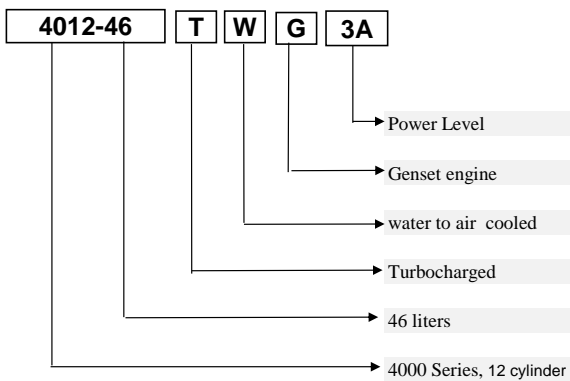 4012-46 T W G 3A
Power Level
Genset engine
water to air cooled
Turbocharged
46 liters
4000 Series, 12 cylinder